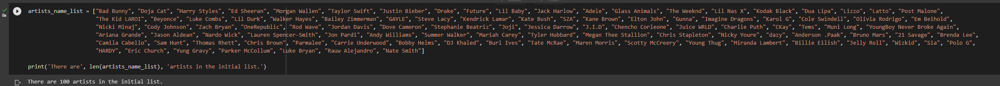 + Code + Text
artists_name_list = ["Bad Bunny", "Doja Cat", "Harry Styles", "Ed Sheeran", "Morgan Wallen", "Taylor Swift", "Justin Bieber", "Drake", "Future", "Lil Baby", "Jack Harlow", "Adele", "Glass Animals", "The Weeknd", "Lil Nas X", "Kodak Black", "Dua Lipa", "Lizzo", "Latto", "Post Malone",
0s
"The Kid LAROI", "Beyonce", "Luke Combs", "Lil Durk", "Walker Hayes", "Bailey Zimmerman", "GAYLE", "Steve Lacy", "Kendrick Lamar", "Kate Bush", "SZA", "Kane Brown", "Elton John", "Gunna", "Imagine Dragons", "Karol G", "Cole Swindell", "Olivia Rodrigo", "Em Beihold",
"Nicki Minaj", "Cody Johnson", "Zach Bryan", "OneRepublic", "Rod Wave", "Jordan Davis", "Dove Cameron", "Stephanie Beatriz", "Joji", "Jessica Darrow", "J.I.D", "Chencho Corleone", "Juice WRLD", "Charlie Puth", "CKay", "Tems", "Muni Long", "YoungBoy Never Broke Again",
"Ariana Grande", "Jason Aldean", "Nardo Wick", "Lauren Spencer-Smith", "Jon Pardi", "Andy Williams", "Summer Walker", "Mariah Carey", "Tyler Hubbard", "Megan Thee Stallion", "Chris Stapleton", "Nicky Youre", "dazy", "Anderson .Paak", "Bruno Mars", "21 Savage", "Brenda Lee",
"Camila Cabello", "Sam Hunt", "Thomas Rhett", "Chris Brown", "Parmalee", "Carrie Underwood", "Bobby Helms", "DJ Khaled", "Burl Ives", "Tate McRae", "Maren Morris", "Scotty McCreery", "Young Thug", "Miranda Lambert", "Billie Eilish", "Jelly Roll", "Wizkid", "Sia", "Polo G",
"HARDY", "Eric Church", "Yung Gravy", "Parker McCollum", "Luke Bryan", "Rauw Alejandro", "Nate Smith"]
print('There are', len(artists_name_list), 'artists in the initial list.')
There are 100 artists in the initial list.